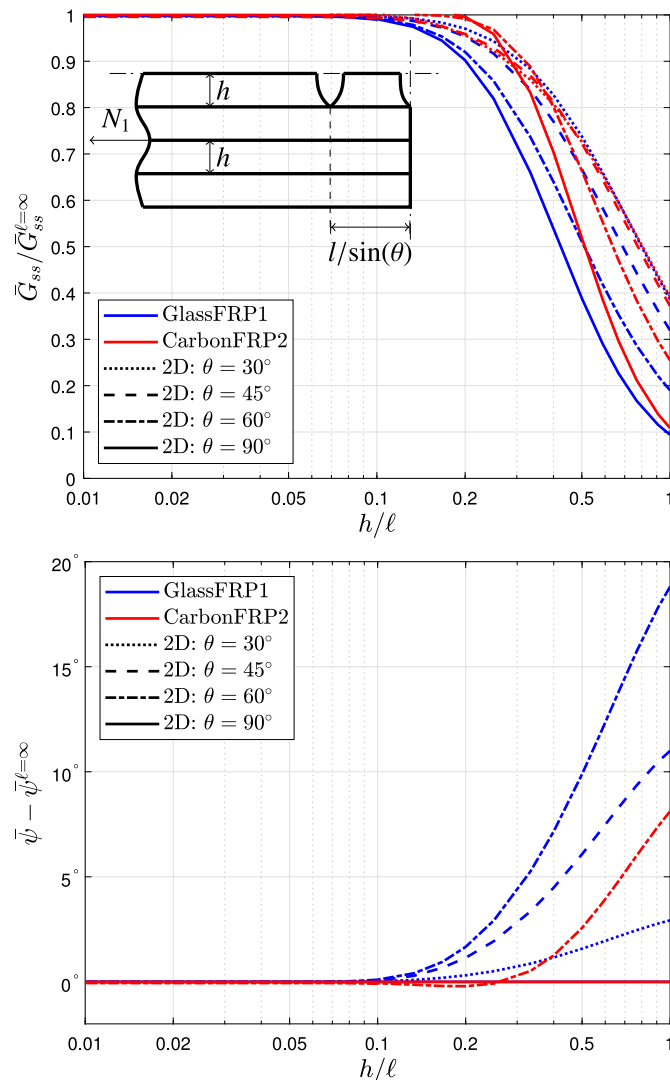 1
0.9
0.8
0.7
0.6
0.5
0.4
0.3
0.2
0.1
0
Ḡss/Ḡss^ℓ=∞
h
N1
h
l/sin(θ)
GlassFRP1
CarbonFRP2
2D: θ = 30°
2D: θ = 45°
2D: θ = 60°
2D: θ = 90°
0.01 0.02 0.05 0.1 0.2 0.5 1
h/ℓ
20°
15°
10°
5°
0°
ψ̄ − ψ̄^ℓ=∞
GlassFRP1
CarbonFRP2
2D: θ = 30°
2D: θ = 45°
2D: θ = 60°
2D: θ = 90°
0.01 0.02 0.05 0.1 0.2 0.5 1
h/ℓ